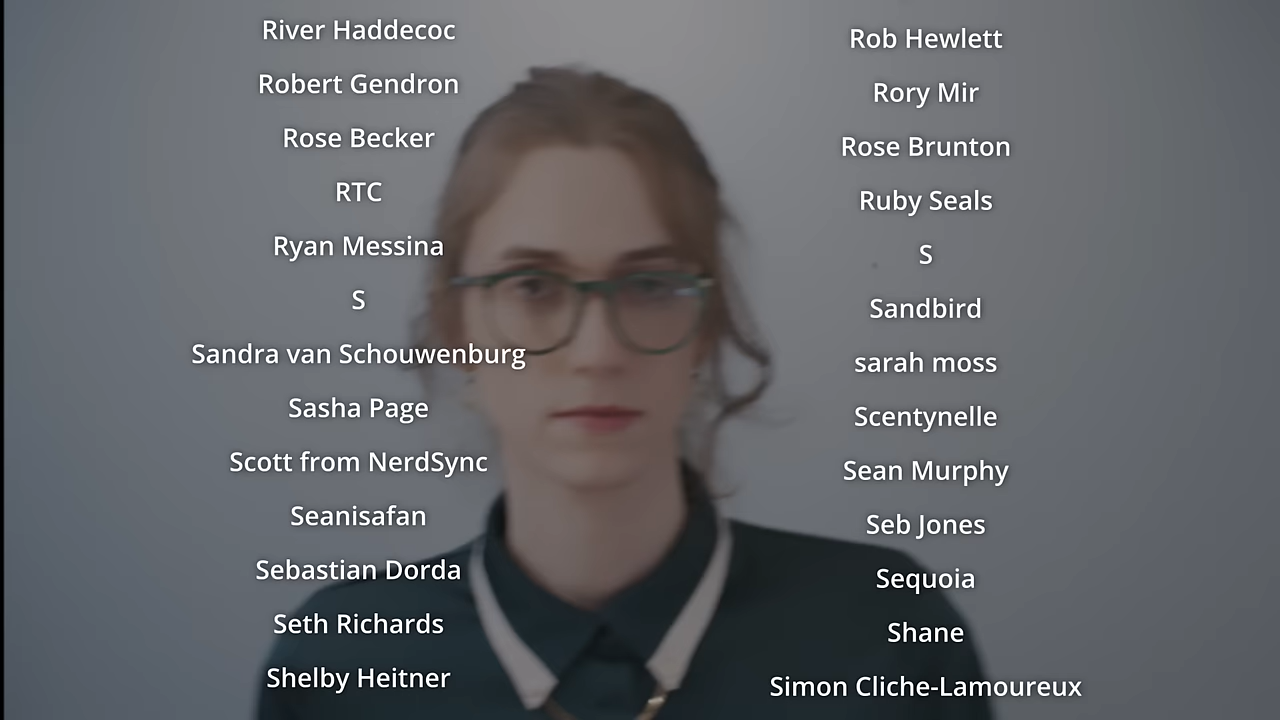 River Haddecoc
Robert Gendron
Rose Becker
RTC
Ryan Messina
S
Sandra van Schouwenburg
Sasha Page
Scott from NerdSync
Seanisafan
Sebastian Dorda
Seth Richards
Shelby Heitner
Rob Hewlett
Rory Mir
Rose Brunton
Ruby Seals
S
Sandbird
sarah moss
Scentynelle
Sean Murphy
Seb Jones
Sequoia
Shane
Simon Cliche-Lamoureux